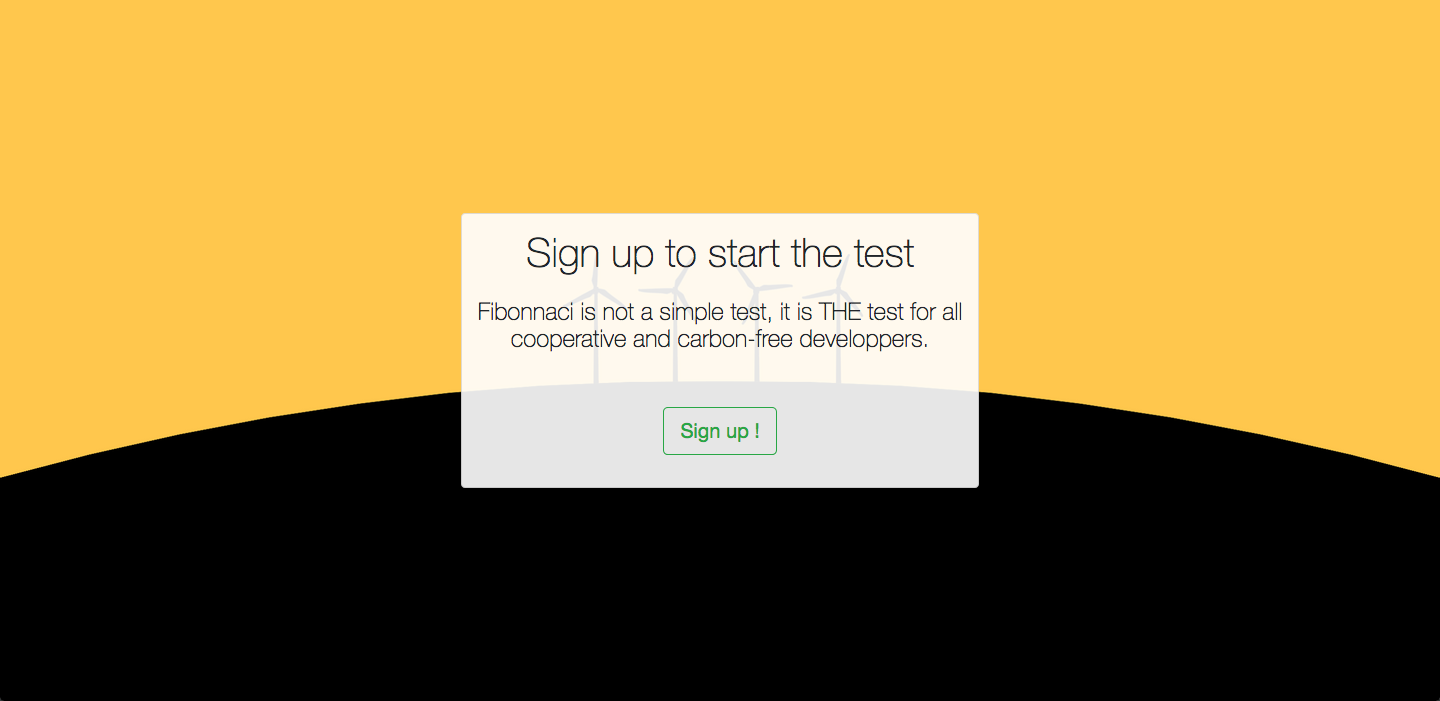 Sign up to start the test
Fibonnaci is not a simple test, it is THE test for all
cooperative and carbon-free developpers.
Sign up !